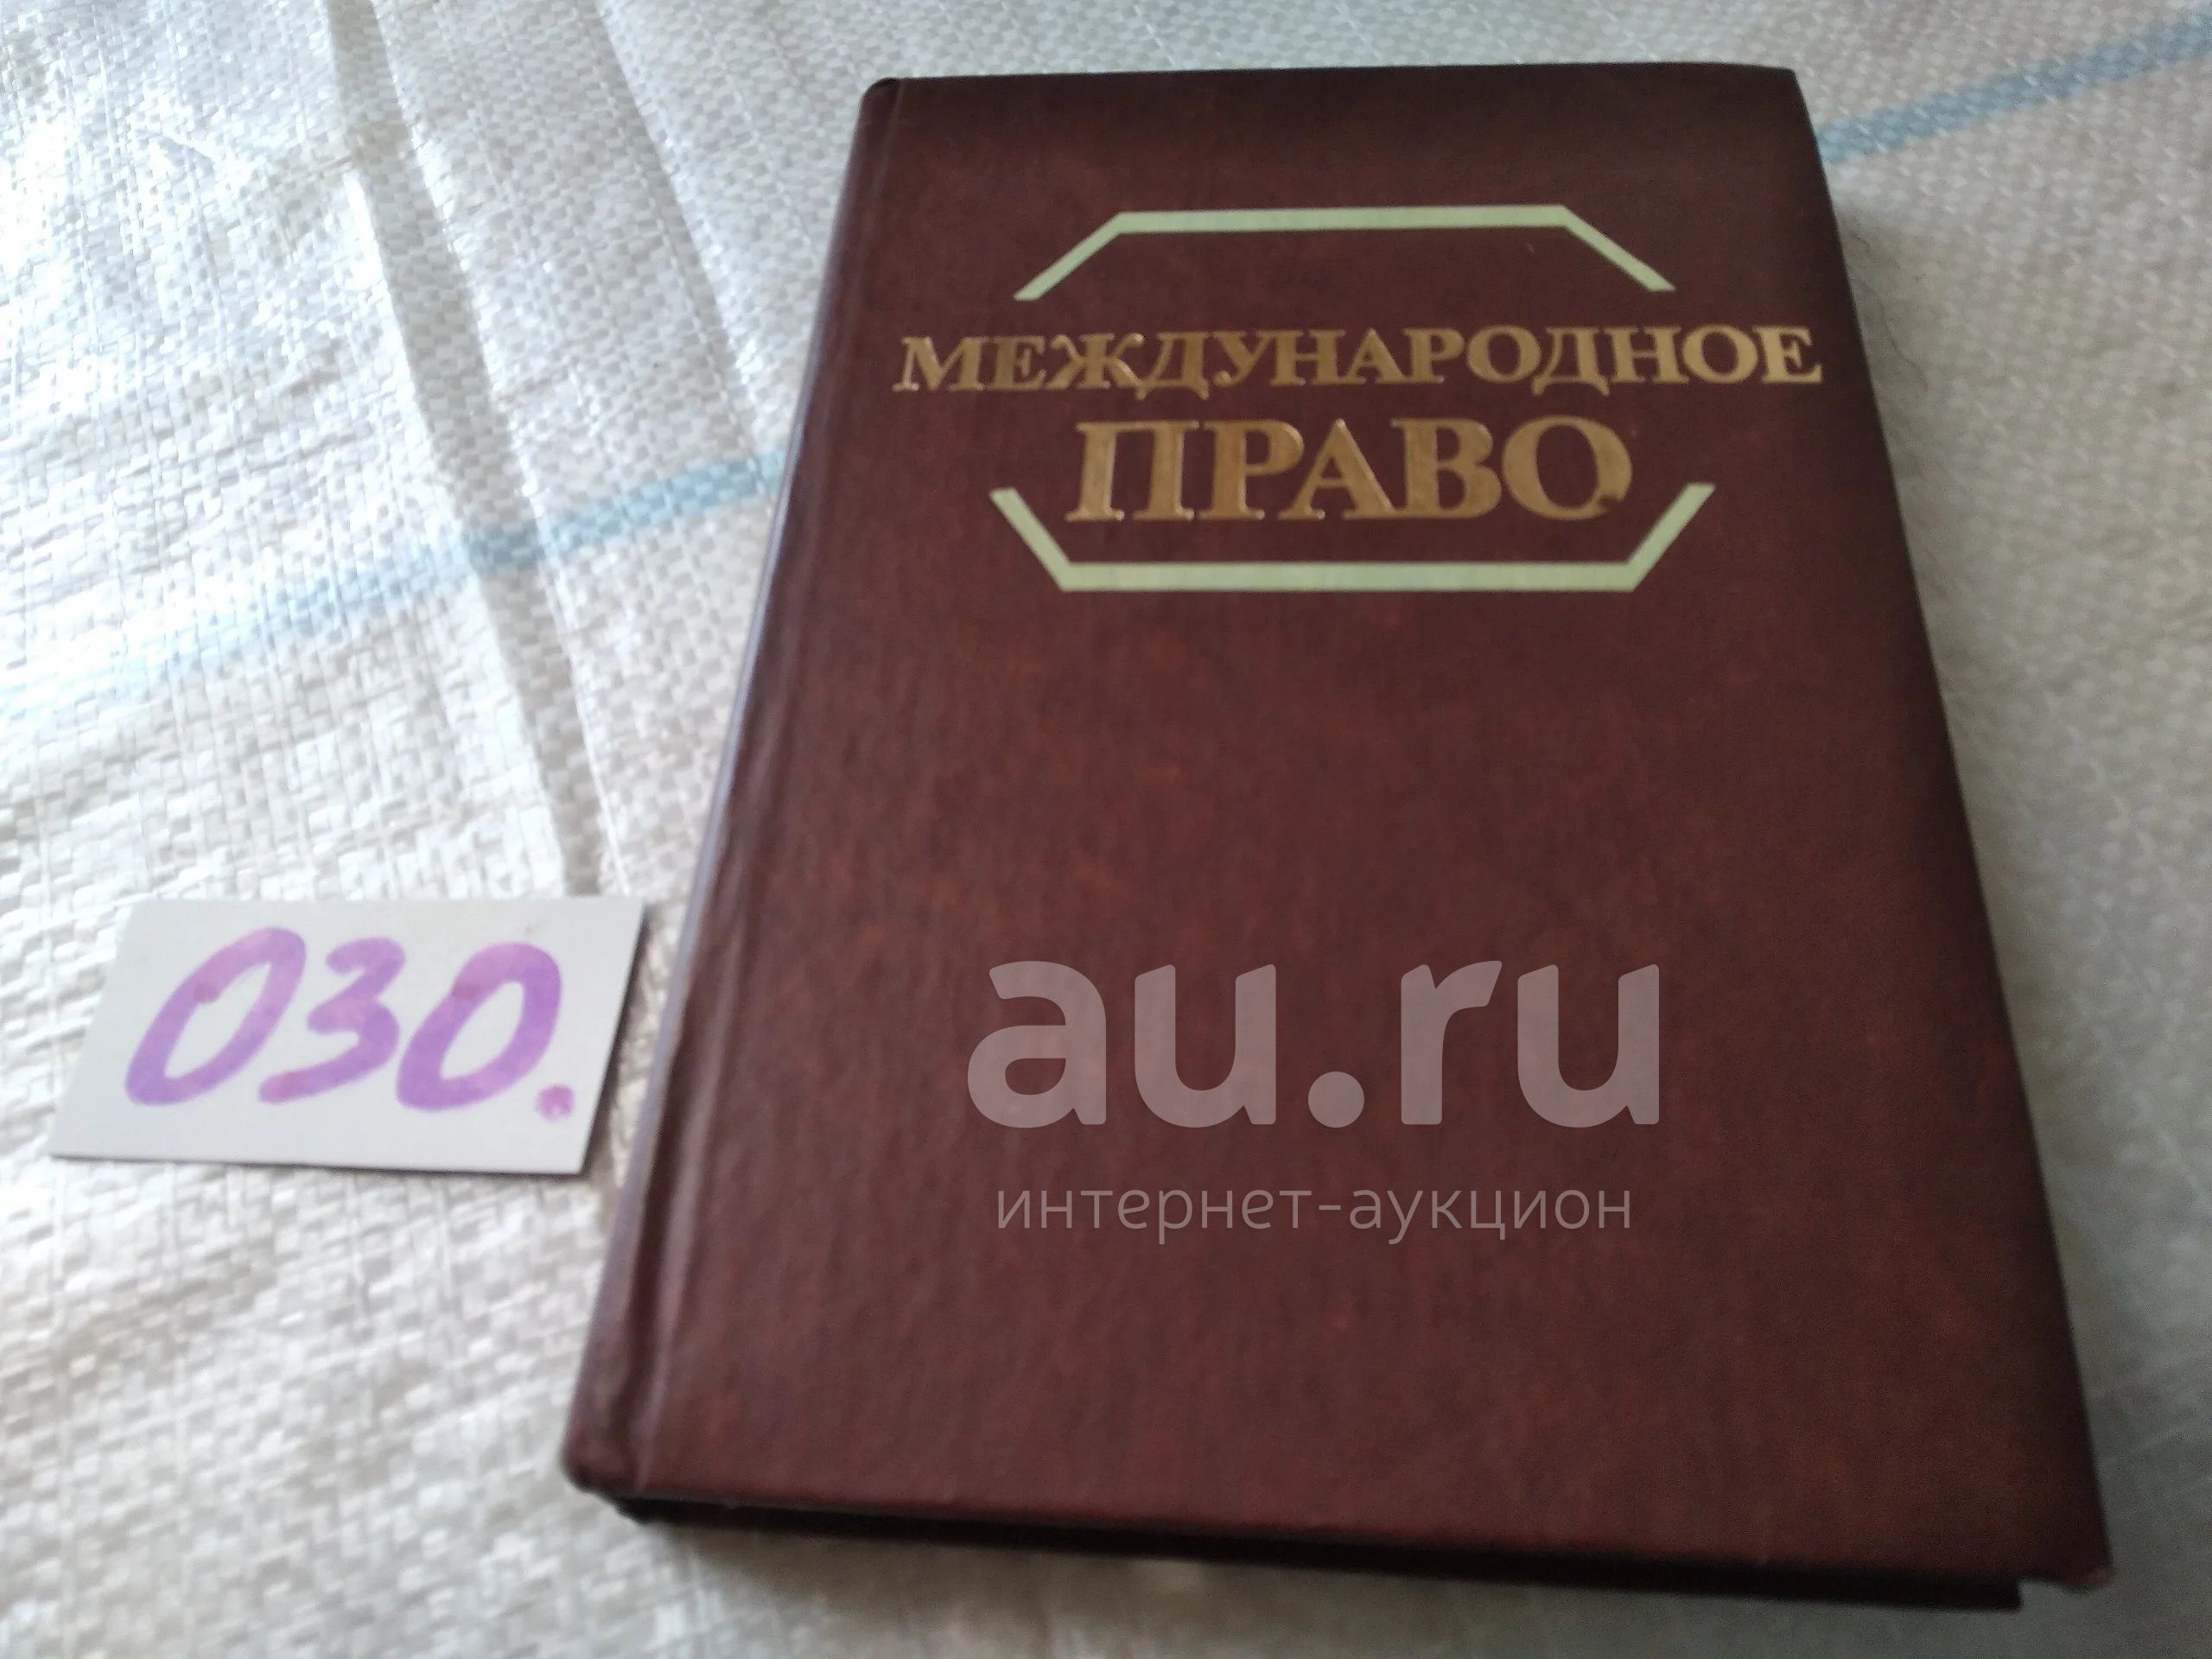 МЕЖДУНАРОДНОЕ
ПРАВО
030.
au.ru
интернет-аукцион